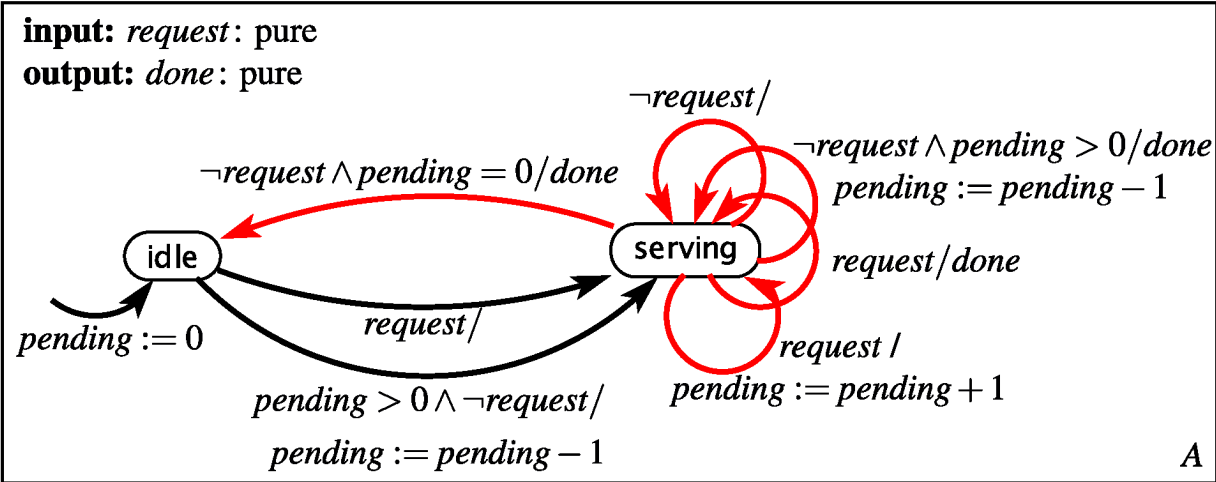 input: request: pure
output: done: pure
¬request/
¬request ∧ pending = 0/done
¬request ∧ pending > 0/done
pending := pending − 1
idle
serving
request/done
pending := 0
request/
request /
pending := pending + 1
pending > 0 ∧ ¬request/
pending := pending − 1
A